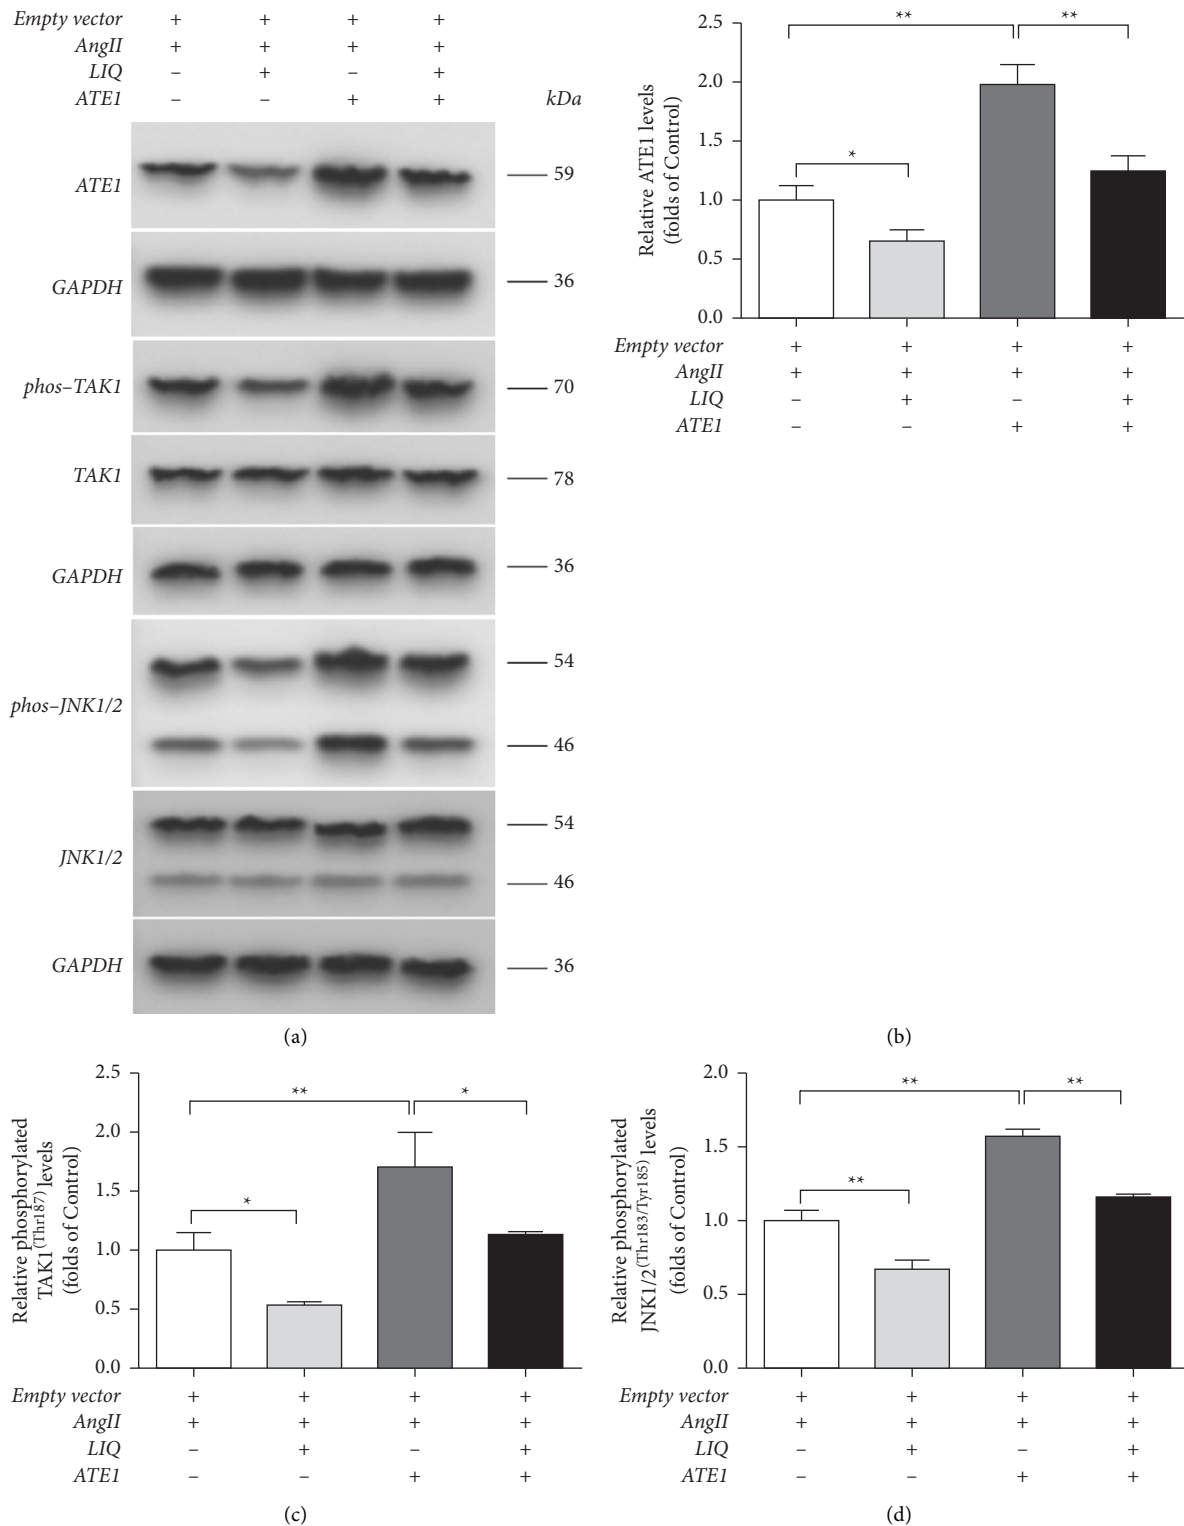 Empty vector + + + +
AngII + + + +
LIQ – + – +
ATE1 – – + +
kDa
ATE1 59
GAPDH 36
phos–TAK1 70
TAK1 78
GAPDH 36
phos–JNK1/2 54
46
JNK1/2 54
46
GAPDH 36
(a)
Relative ATE1 levels
(folds of Control)
2.5
2.0
1.5
1.0
0.5
0.0
** **
*
Empty vector + + + +
AngII + + + +
LIQ – + – +
ATE1 – – + +
(b)
Relative phosphorylated
TAK1(Thr187) levels
(folds of Control)
2.5
2.0
1.5
1.0
0.5
0.0
** *
*
Empty vector + + + +
AngII + + + +
LIQ – + – +
ATE1 – – + +
(c)
Relative phosphorylated
JNK1/2(Thr183/Tyr185) levels
(folds of Control)
2.0
1.5
1.0
0.5
0.0
** **
**
Empty vector + + + +
AngII + + + +
LIQ – + – +
ATE1 – – + +
(d)